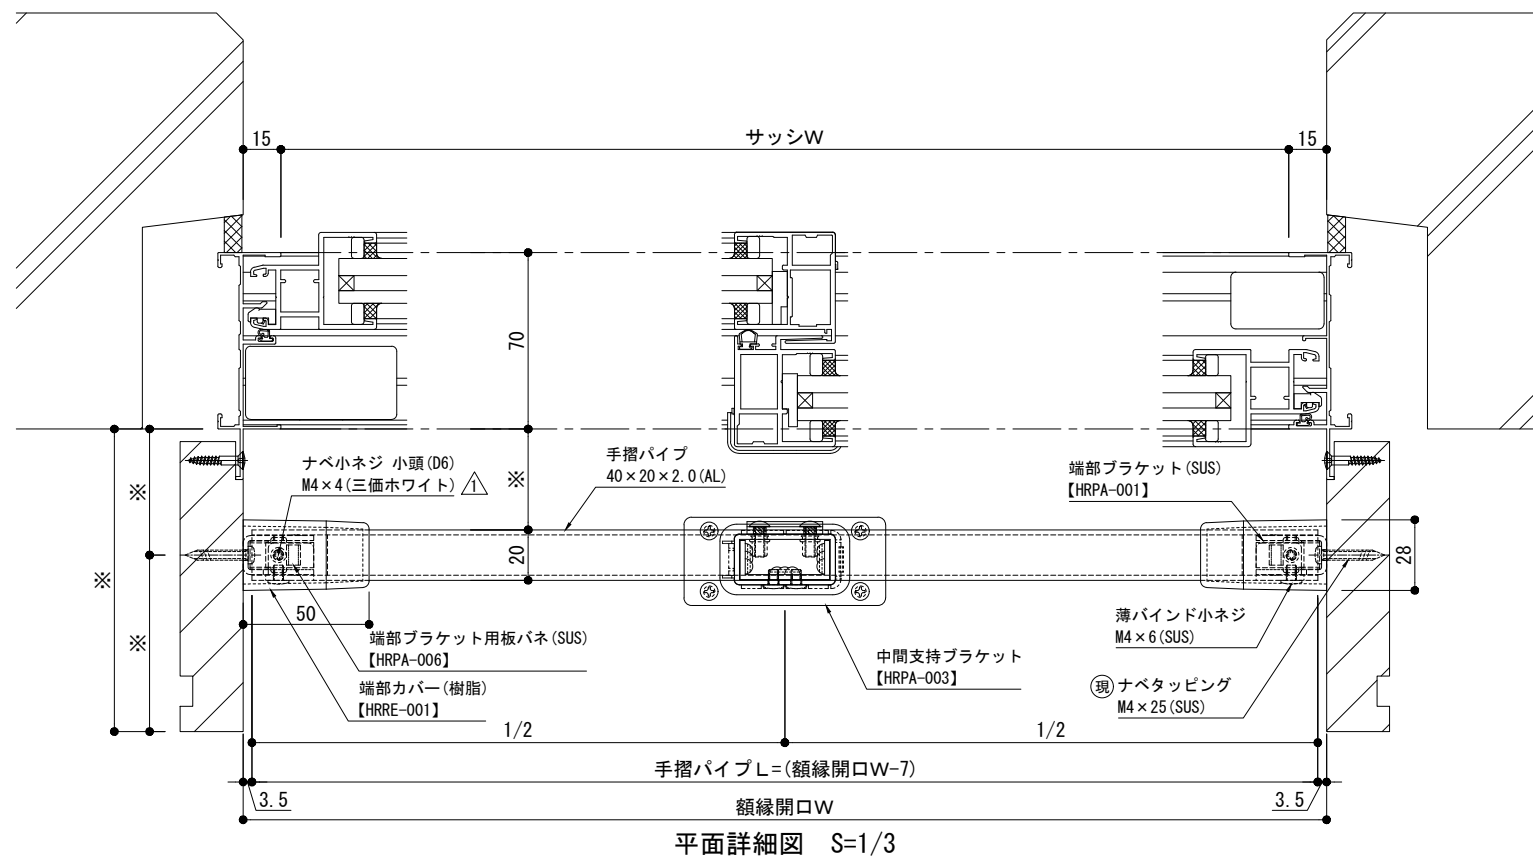 15
サッシW
15
70
ナベ小ネジ 小頭(D6)
M4×4(三価ホワイト)
1
手摺パイプ
40×20×2.0(AL)
※
端部ブラケット(SUS)
【HRPA-001】
※
※
※
20
28
50
端部ブラケット用板バネ(SUS)
【HRPA-006】
端部カバー(樹脂)
【HRRE-001】
中間支持ブラケット
【HRPA-003】
薄バインド小ネジ
M4×6(SUS)
現 ナベタッピング
M4×25(SUS)
1/2
1/2
手摺パイプL=(額縁開口W-7)
3.5
3.5
額縁開口W
平面詳細図 S=1/3